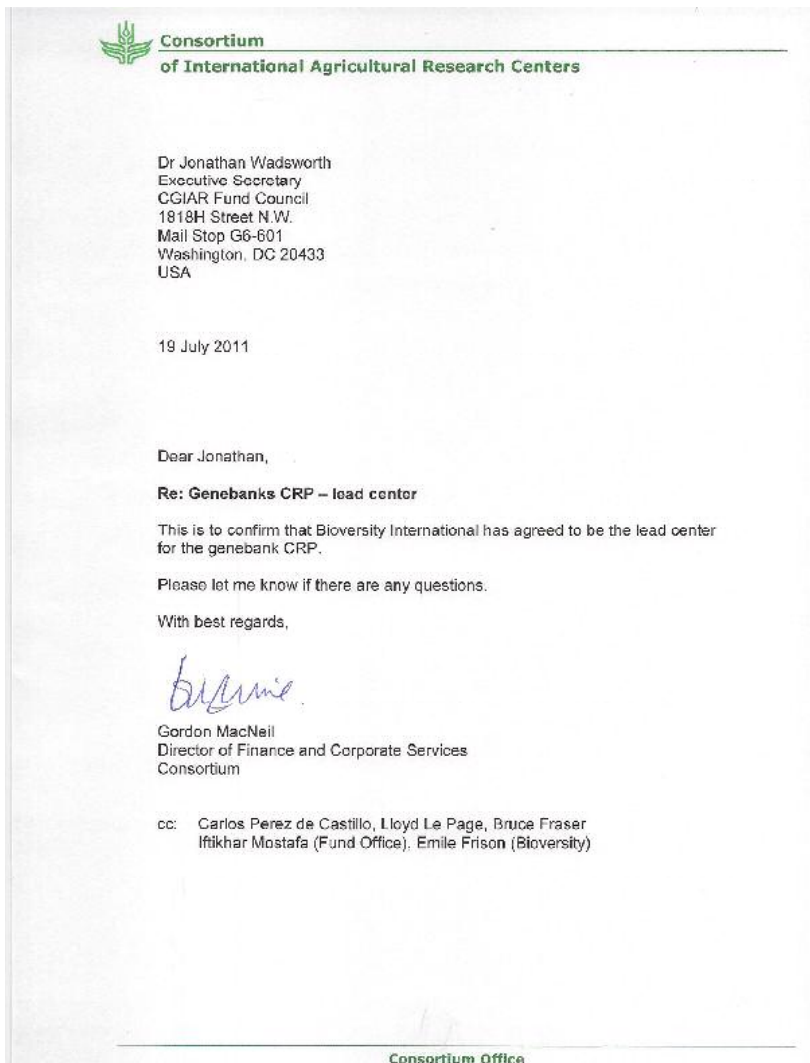 Consortium
of International Agricultural Research Centers
Dr Jonathan Wadsworth
Executive Secretary
CGIAR Fund Council
1818H Street N.W.
Mail Stop G6-601
Washington, DC 20433
USA
19 July 2011
Dear Jonathan,
Re: Genebanks CRP – lead center
This is to confirm that Bioversity International has agreed to be the lead center
for the genebank CRP.
Please let me know if there are any questions.
With best regards,
Gordon MacNeil
Director of Finance and Corporate Services
Consortium
cc: Carlos Perez de Castillo, Lloyd Le Page, Bruce Fraser
Iftikhar Mostafa (Fund Office), Emile Frison (Bioversity)
Consortium Office